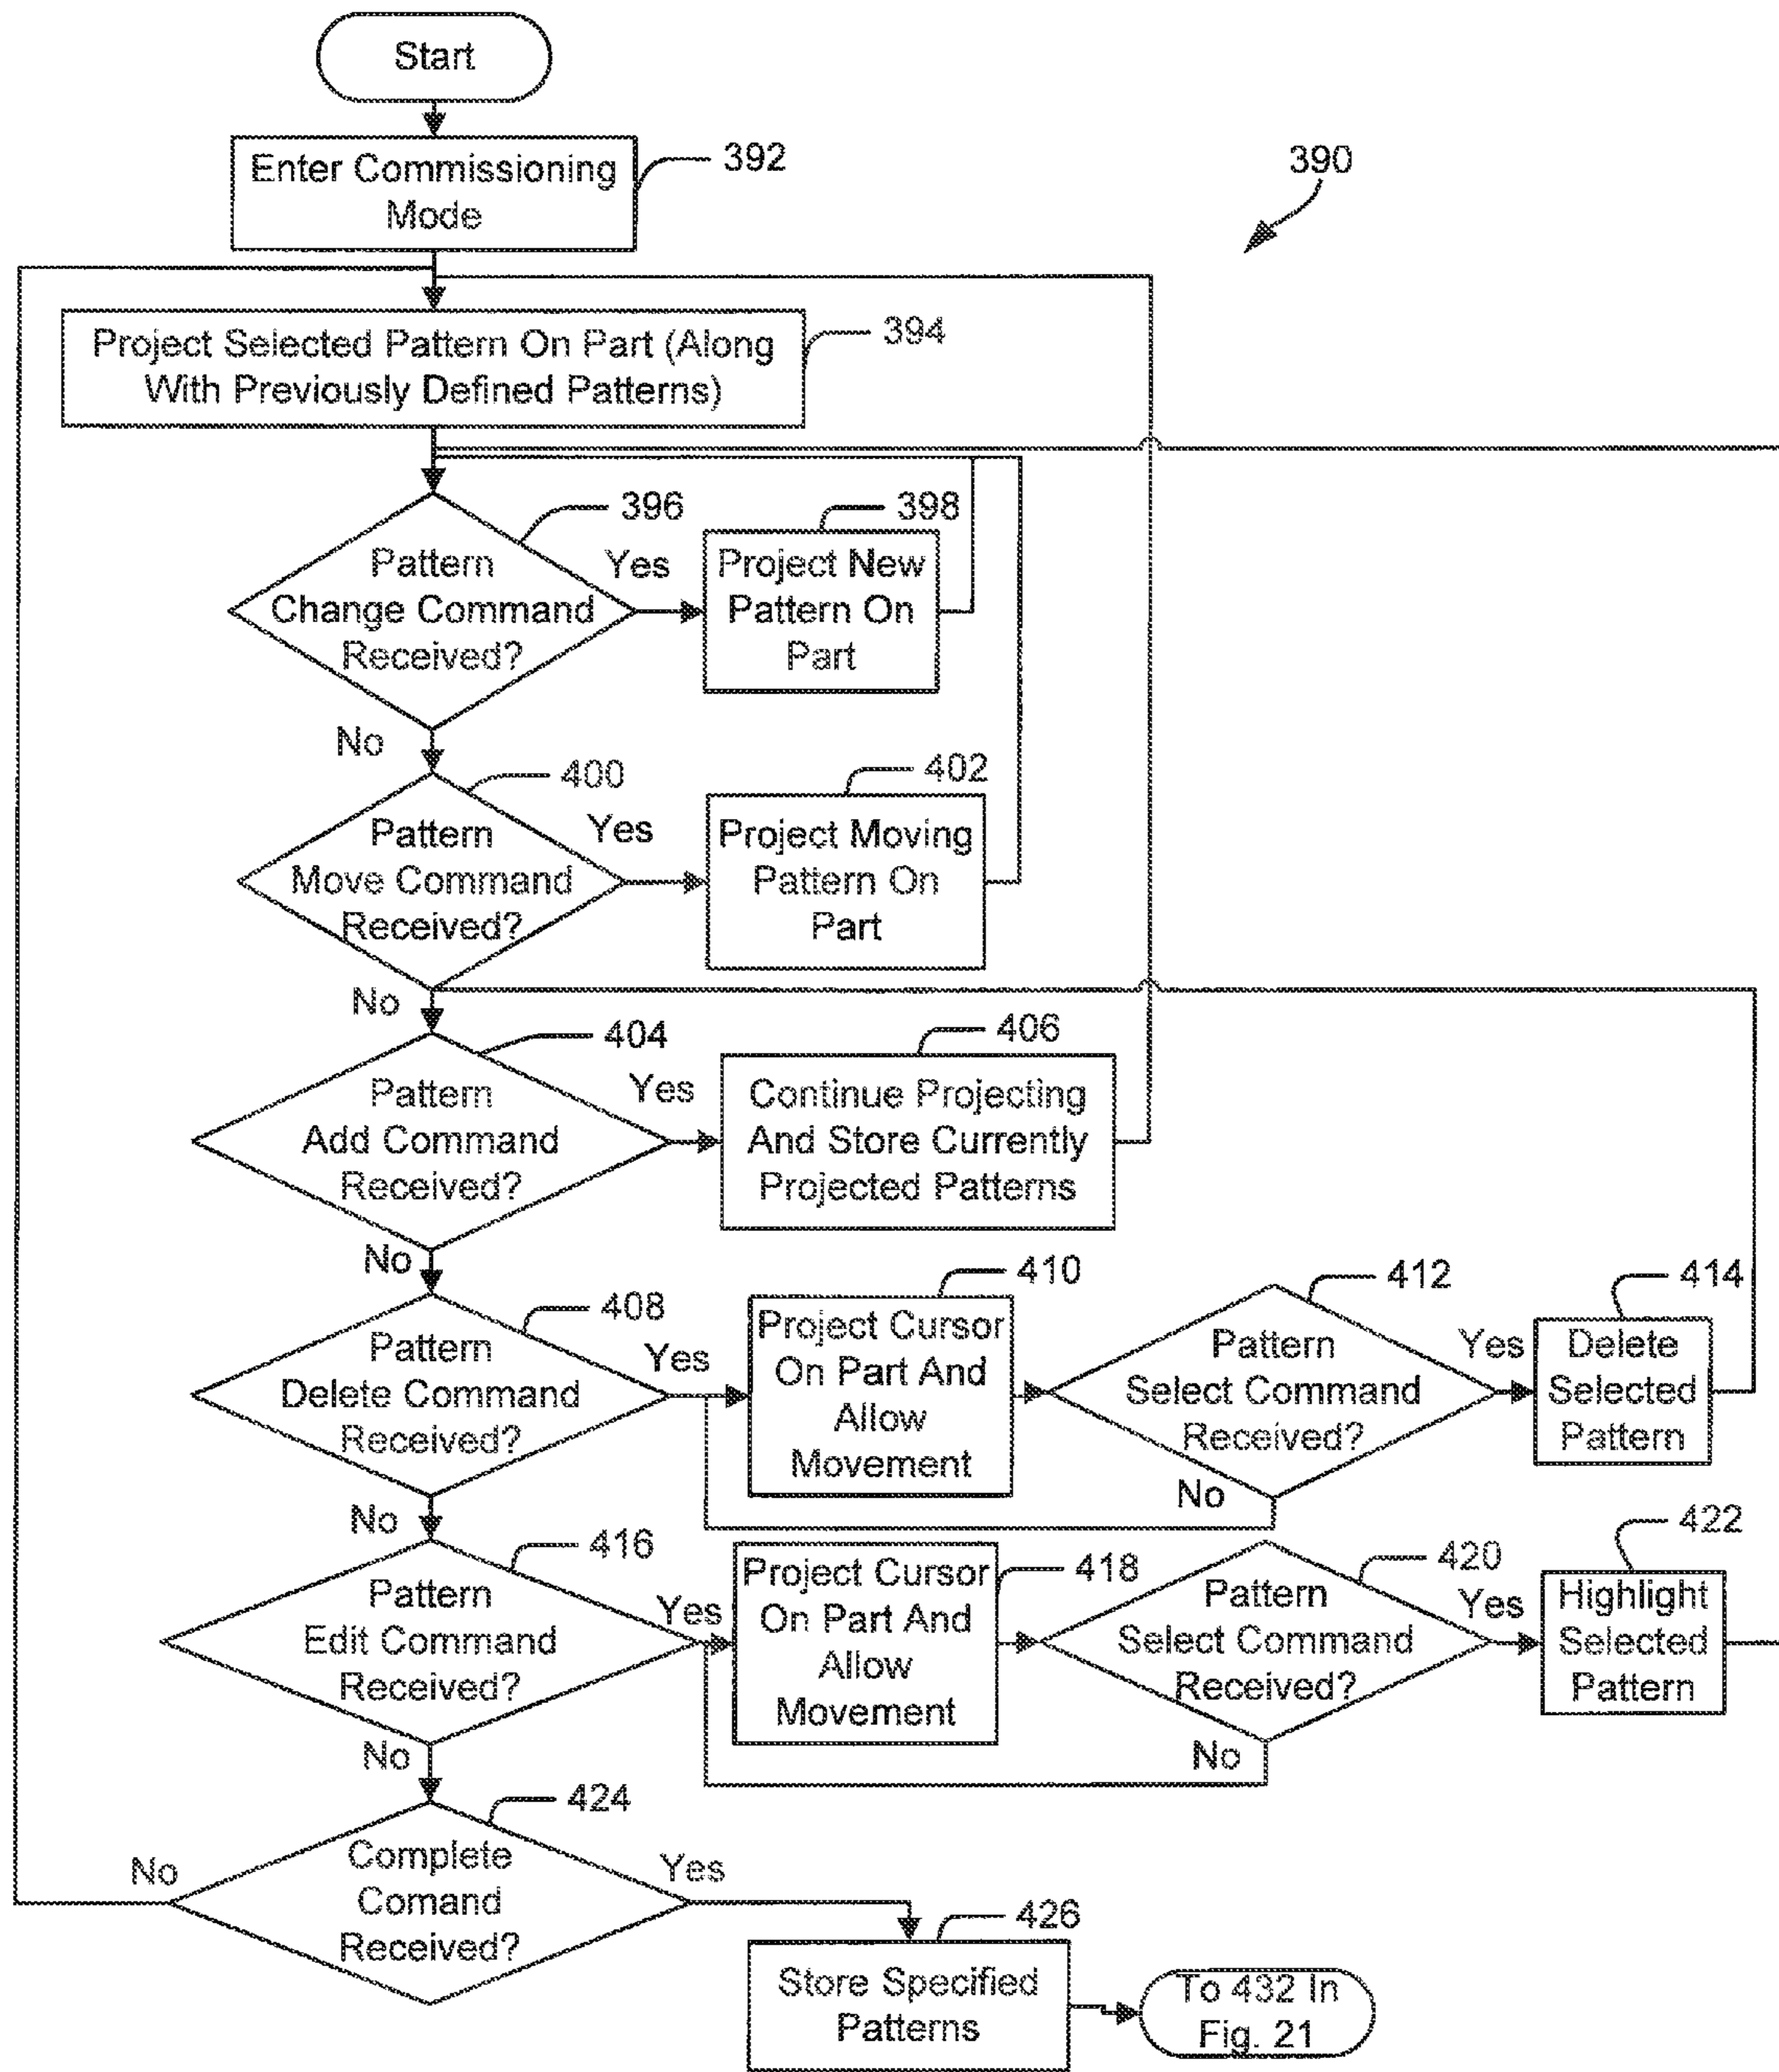 Start
Enter Commissioning
Mode
392
390
Project Selected Pattern On Part (Along
With Previously Defined Patterns)
394
396
Pattern
Change Command
Received?
Yes
398
Project New
Pattern On
Part
No
400
Pattern
Move Command
Received?
Yes
402
Project Moving
Pattern On
Part
No
404
Pattern
Add Command
Received?
Yes
406
Continue Projecting
And Store Currently
Projected Patterns
No
408
Pattern
Delete Command
Received?
Yes
410
Project Cursor
On Part And
Allow
Movement
412
Pattern
Select Command
Received?
Yes
No
414
Delete
Selected
Pattern
No
416
Pattern
Edit Command
Received?
Yes
Project Cursor
On Part And
Allow
Movement
418
420
Pattern
Select Command
Received?
Yes
No
422
Highlight
Selected
Pattern
No
424
Complete
Comand
Received?
No
Yes
426
Store Specified
Patterns
To 432 In
Fig. 21